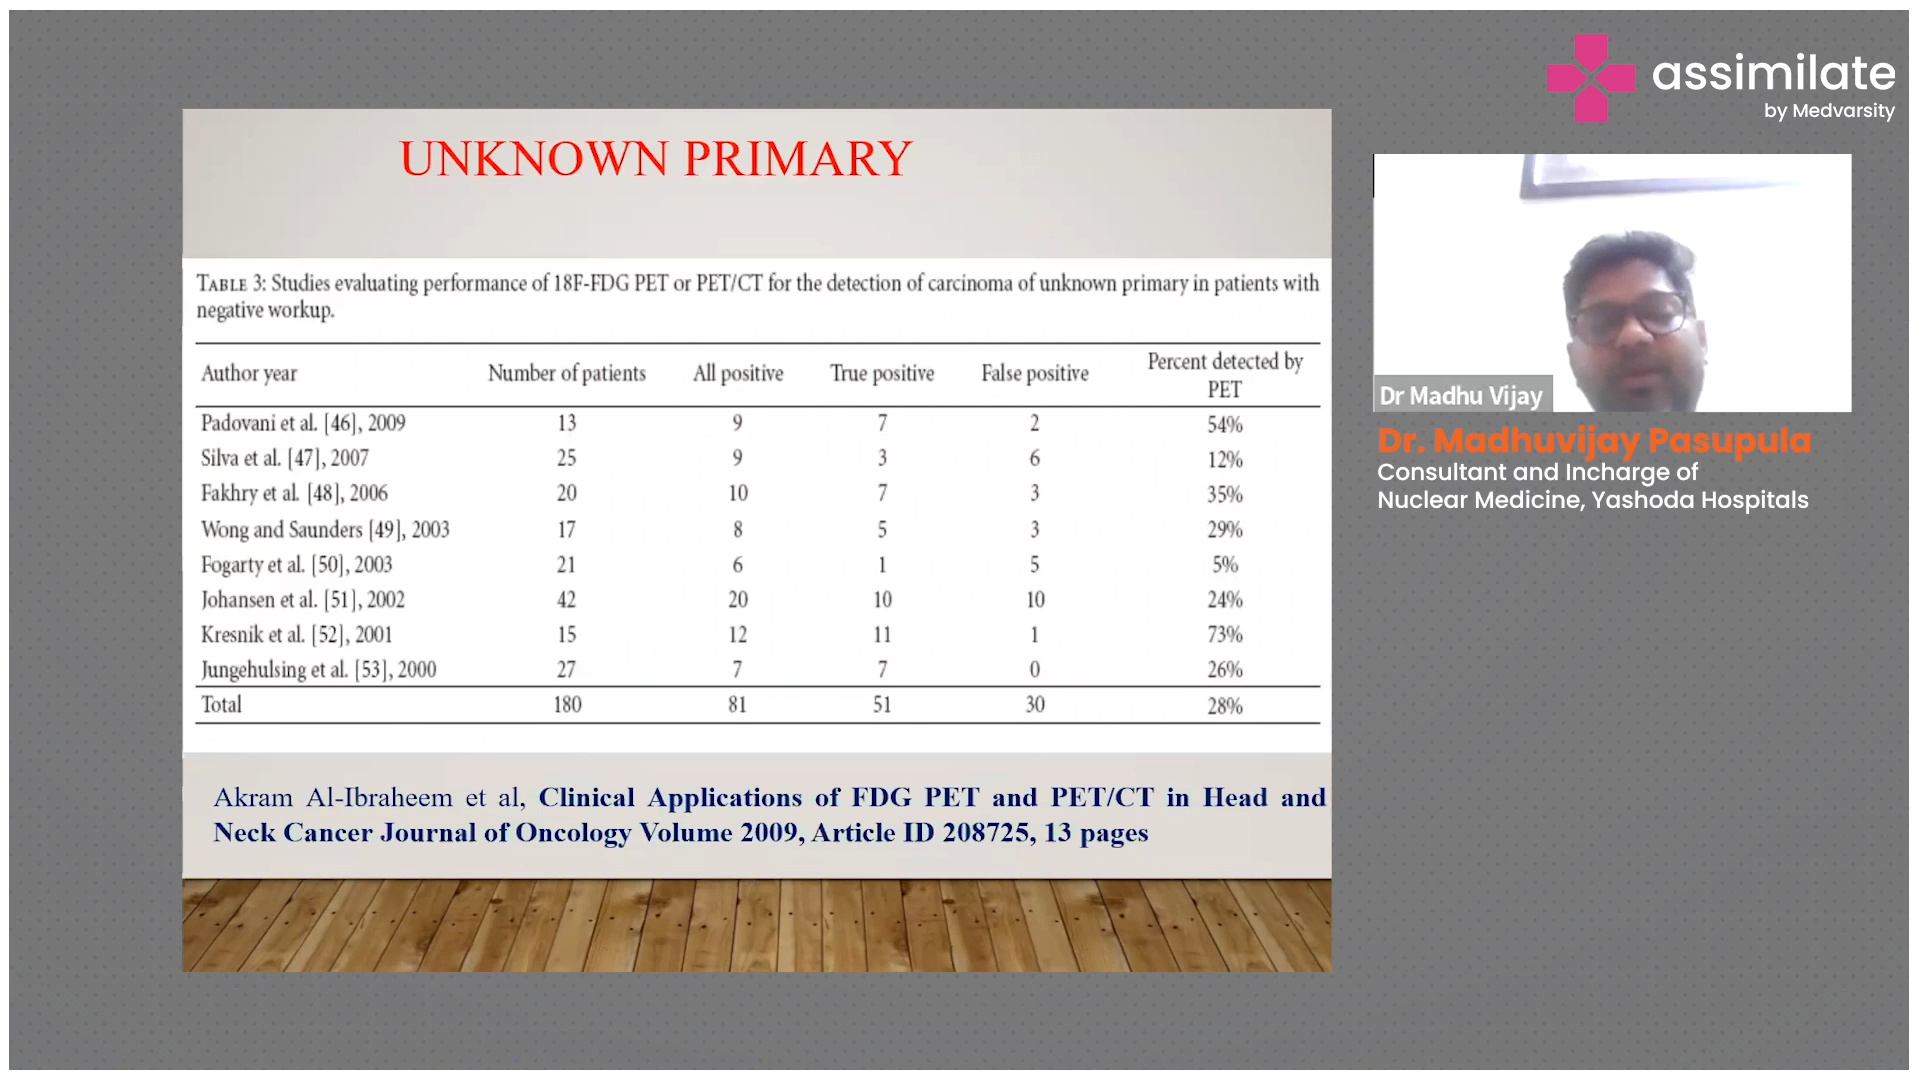 assimilate
by Medvarsity
UNKNOWN PRIMARY
TABLE 3: Studies evaluating performance of 18F-FDG PET or PET/CT for the detection of carcinoma of unknown primary in patients with
negative workup.
Author year Number of patients All positive True positive False positive Percent detected by PET
Padovani et al. [46], 2009 13 9 7 2 54%
Silva et al. [47], 2007 25 9 3 6 12%
Fakhry et al. [48], 2006 20 10 7 3 35%
Wong and Saunders [49], 2003 17 8 5 3 29%
Fogarty et al. [50], 2003 21 6 1 5 5%
Johansen et al. [51], 2002 42 20 10 10 24%
Kresnik et al. [52], 2001 15 12 11 1 73%
Jungehulsing et al. [53], 2000 27 7 7 0 26%
Total 180 81 51 30 28%
Akram Al-Ibraheem et al, Clinical Applications of FDG PET and PET/CT in Head and
Neck Cancer Journal of Oncology Volume 2009, Article ID 208725, 13 pages
Dr Madhu Vijay
Dr. Madhuvijay Pasupula
Consultant and Incharge of
Nuclear Medicine, Yashoda Hospitals